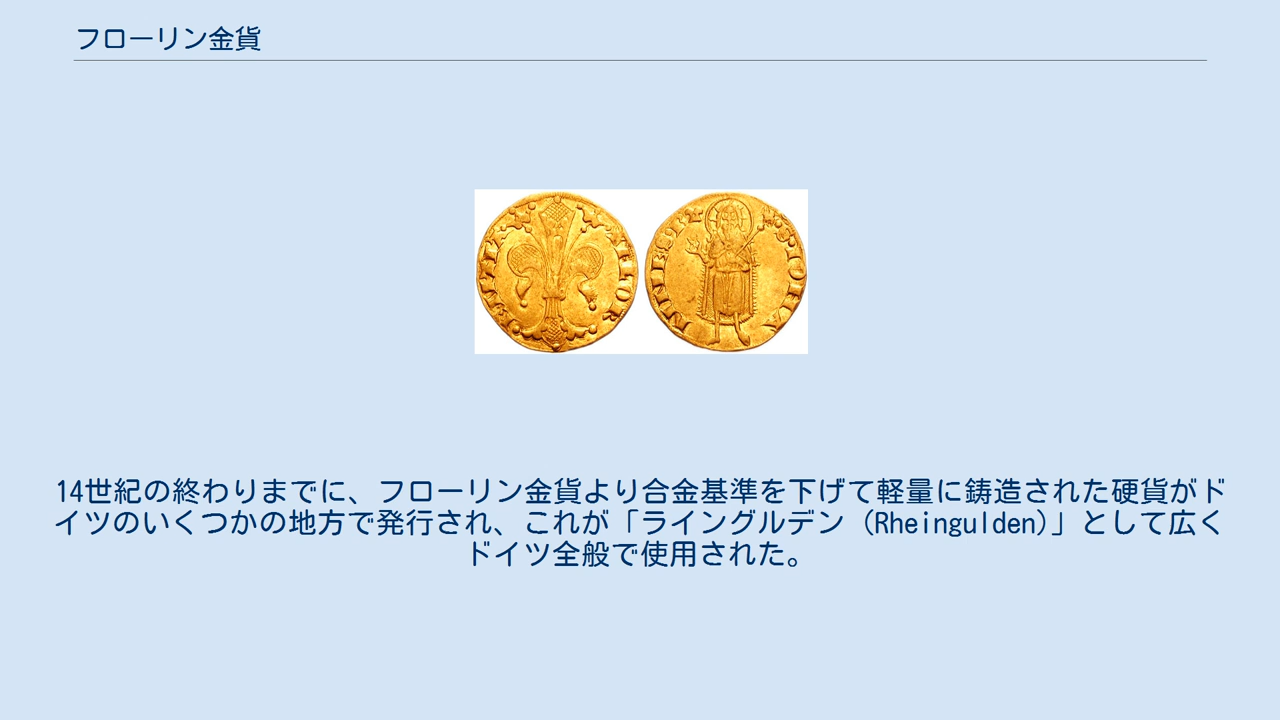 フローリン金貨
14世紀の終わりまでに、フローリン金貨より合金基準を下げて軽量に鋳造された硬貨がド
イツのいくつかの地方で発行され、これが「ライングルデン（Rheingulden)」として広く
ドイツ全般で使用された。